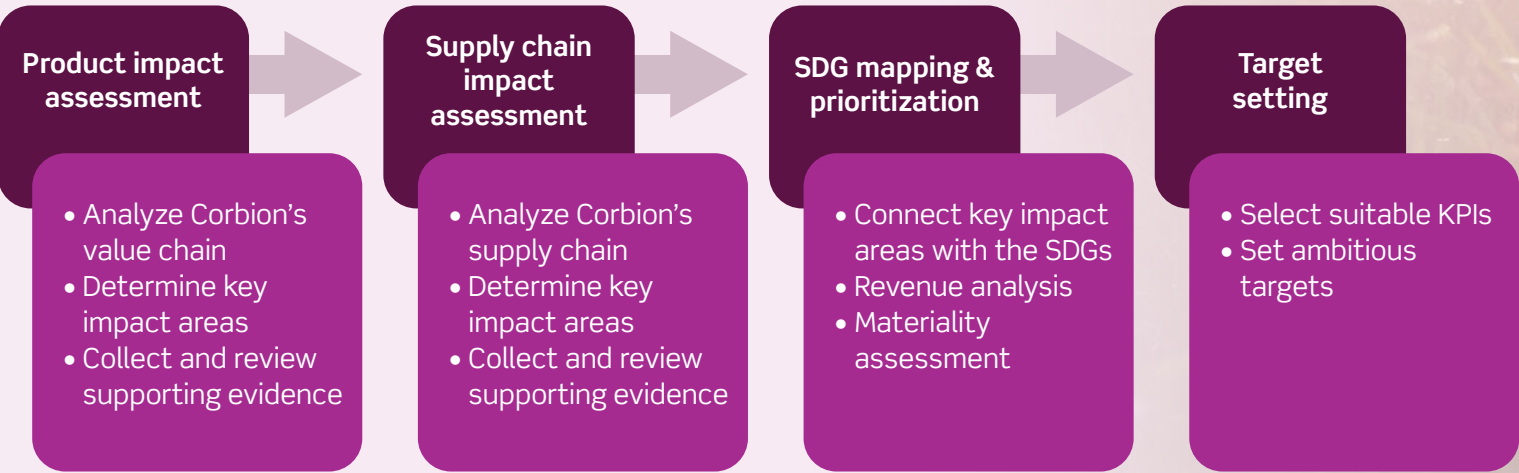 Product impact
assessment
• Analyze Corbion's
value chain
• Determine key
impact areas
• Collect and review
supporting evidence
Supply chain
impact
assessment
• Analyze Corbion's
supply chain
• Determine key
impact areas
• Collect and review
supporting evidence
SDG mapping &
prioritization
• Connect key impact
areas with the SDGs
• Revenue analysis
• Materiality
assessment
Target
setting
• Select suitable KPIs
• Set ambitious
targets